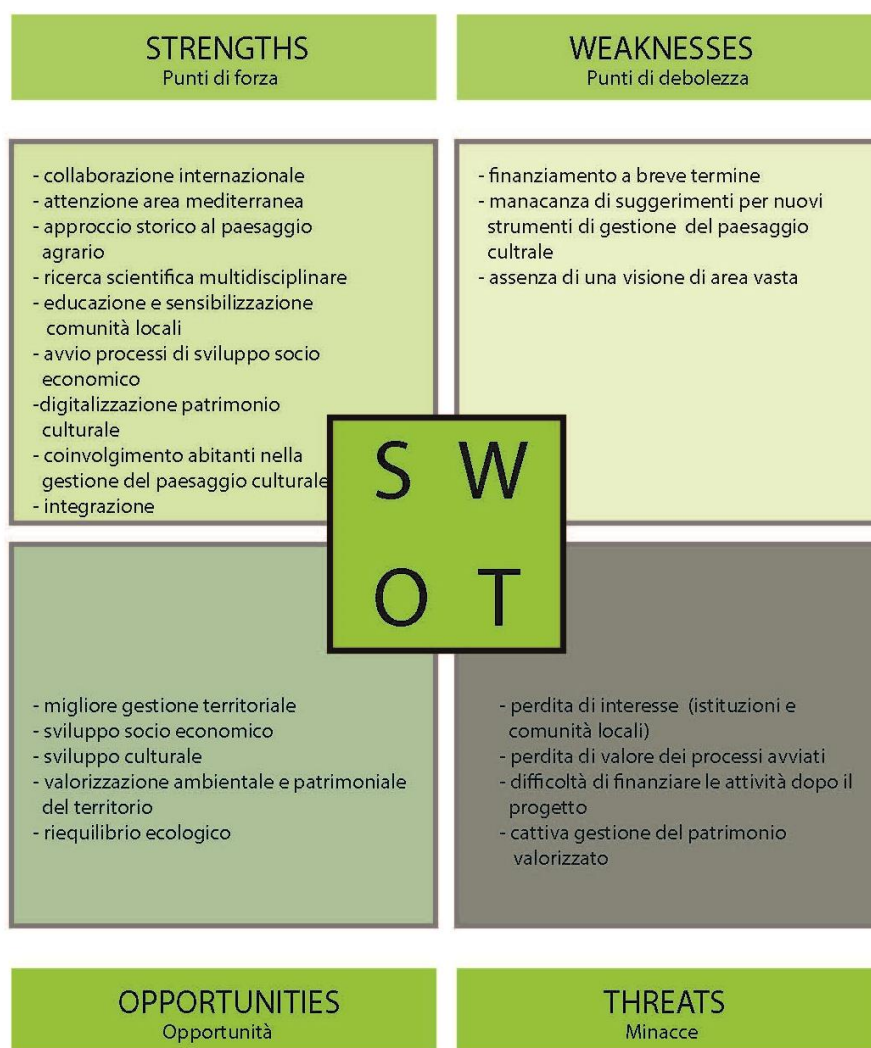 STRENGTHS
Punti di forza
WEAKNESSES
Punti di debolezza
- collaborazione internazionale
- attenzione area mediterranea
- approccio storico al paesaggio
agrario
- ricerca scientifica multidisciplinare
- educazione e sensibilizzazione
comunità locali
- avvio processi di sviluppo socio
economico
-digitalizzazione patrimonio
culturale
- coinvolgimento abitanti nella
gestione del paesaggio culturale
- integrazione
- finanziamento a breve termine
- manacanza di suggerimenti per nuovi
strumenti di gestione del paesaggio
cultrale
- assenza di una visione di area vasta
S W
O T
- migliore gestione territoriale
- sviluppo socio economico
- sviluppo culturale
- valorizzazione ambientale e patrimoniale
del territorio
- riequilibrio ecologico
- perdita di interesse (istituzioni e
comunità locali)
- perdita di valore dei processi avviati
- difficoltà di finanziare le attività dopo il
progetto
- cattiva gestione del patrimonio
valorizzato
OPPORTUNITIES
Opportunità
THREATS
Minacce